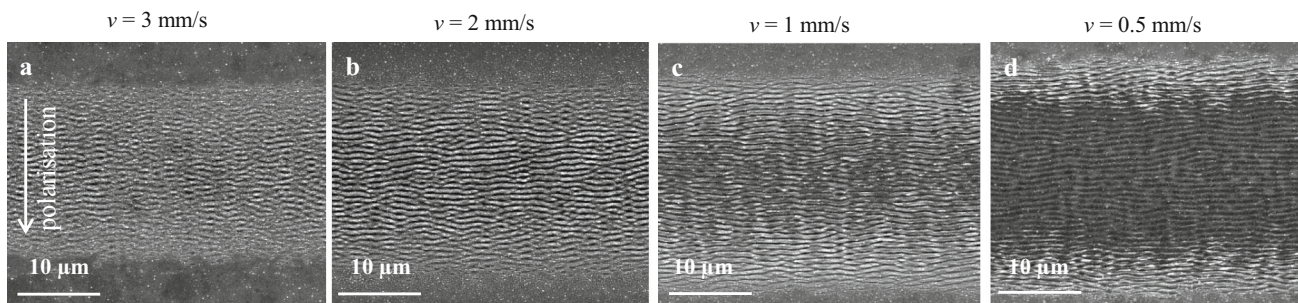 v = 3 mm/s
v = 2 mm/s
v = 1 mm/s
v = 0.5 mm/s
a
b
c
d
polarisation
10 µm
10 µm
10 µm
10 µm